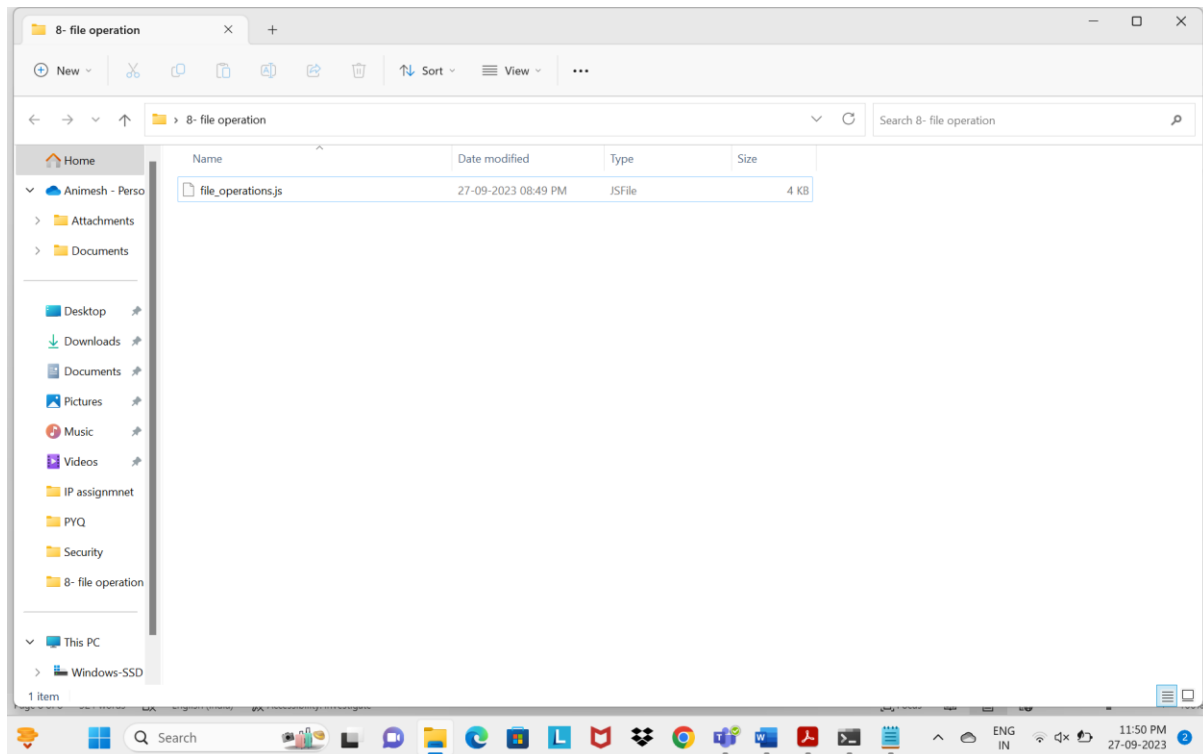 8- file operation
New
Sort
View
8- file operation
Search 8- file operation
Home
Animesh - Perso
Attachments
Documents
Desktop
Downloads
Documents
Pictures
Music
Videos
IP assignmnet
PYQ
Security
8- file operation
This PC
Windows-SSD
Name Date modified Type Size
file_operations.js 27-09-2023 08:49 PM JSFile 4 KB
1 item
Search
ENG
IN
11:50 PM
27-09-2023
2